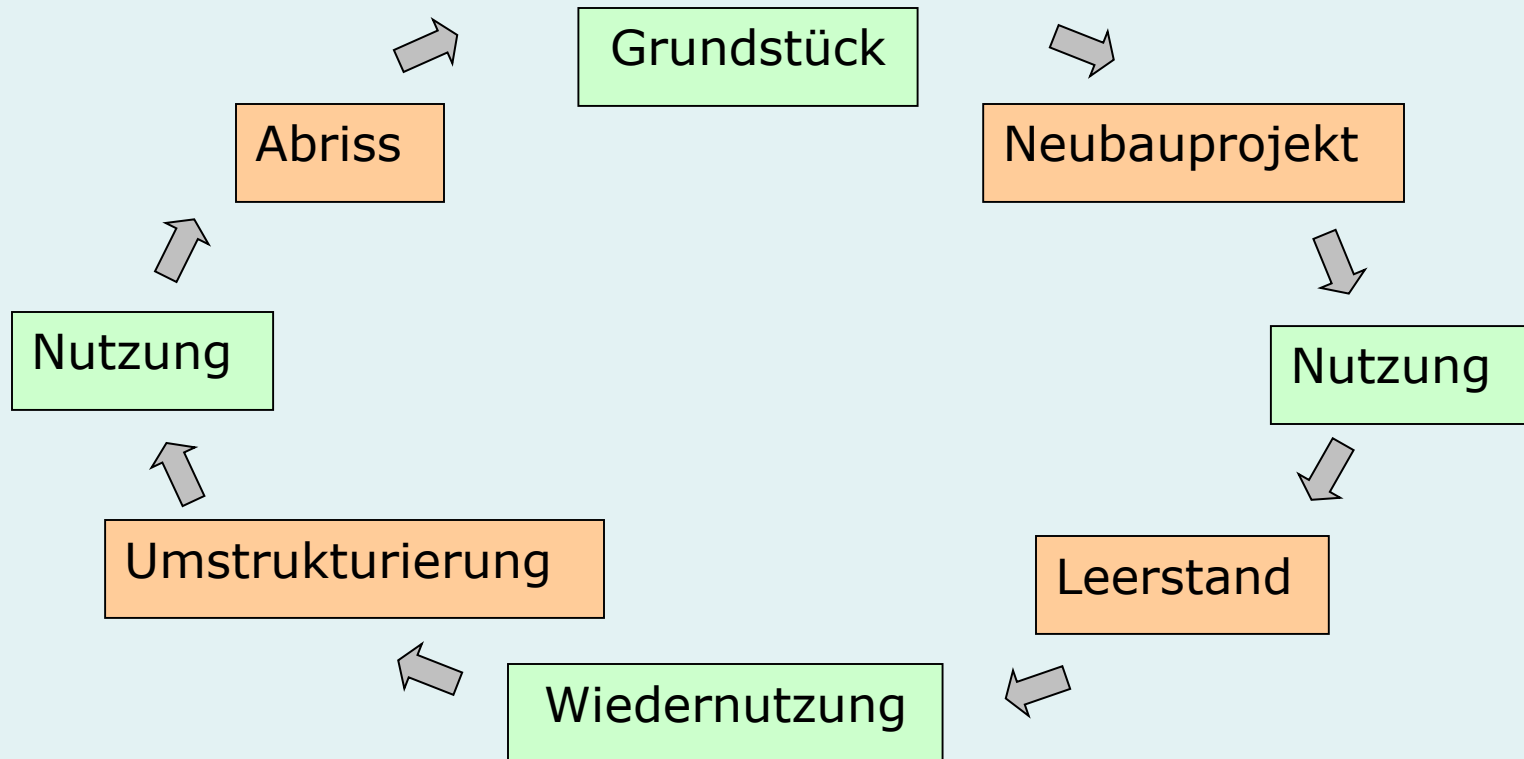 Grundstück
Abriss
Neubauprojekt
Nutzung
Nutzung
Umstrukturierung
Leerstand
Wiedernutzung